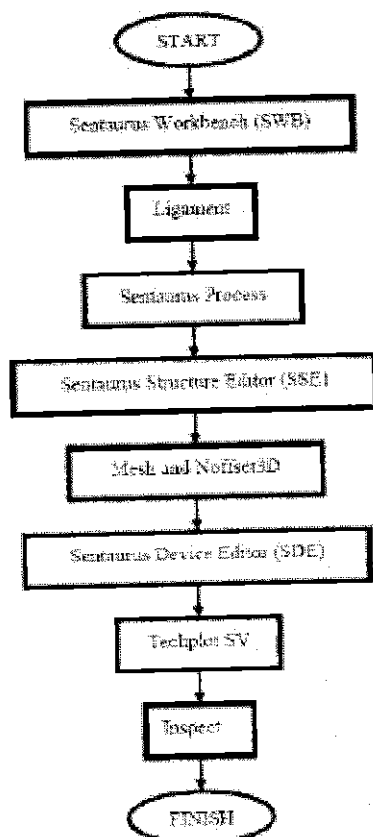 START
Sentaurus Workbench (SWB)
Ligament
Sentaurus Process
Sentaurus Structure Editor (SSE)
Mesh and Noffset3D
Sentaurus Device Editor (SDE)
Techplot SV
Inspect
FINISH